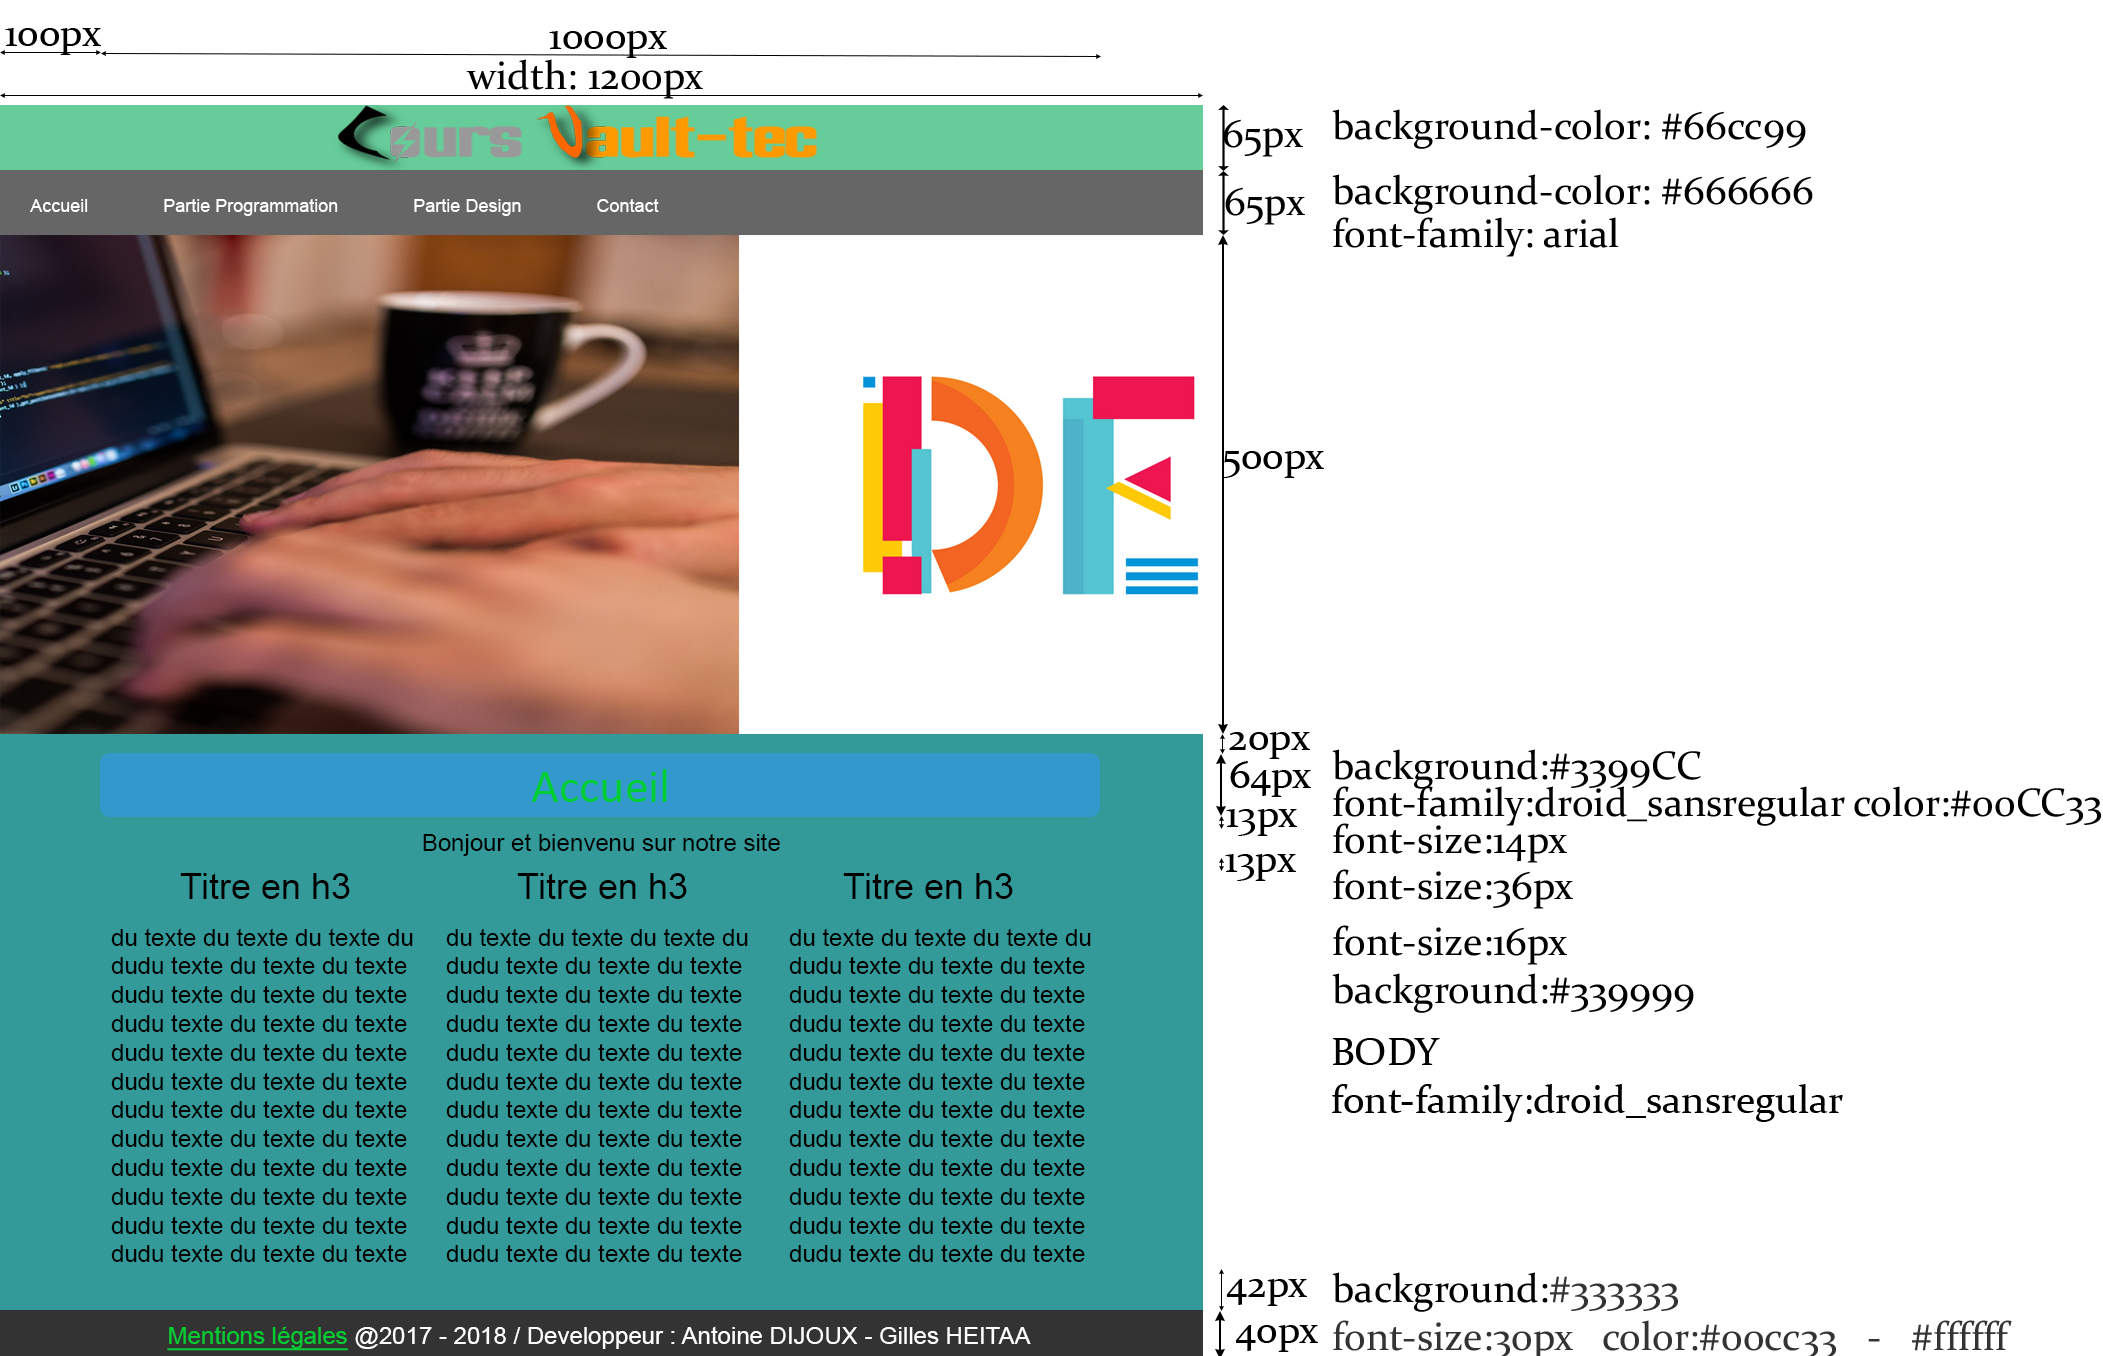 100px
1000px
width: 1200px
Cours Vault-tec
65px
background-color: #66cc99
Accueil
Partie Programmation
Partie Design
Contact
65px
background-color: #666666
font-family: arial
KEEP
CALM
DE
500px
20px
Accueil
64px
background:#3399CC
font-family:droid_sansregular color:#00CC33
13px
Bonjour et bienvenu sur notre site
font-size:14px
13px
Titre en h3
Titre en h3
Titre en h3
font-size:36px
du texte du texte du texte du
dudu texte du texte du texte
dudu texte du texte du texte
dudu texte du texte du texte
dudu texte du texte du texte
dudu texte du texte du texte
dudu texte du texte du texte
dudu texte du texte du texte
dudu texte du texte du texte
dudu texte du texte du texte
dudu texte du texte du texte
dudu texte du texte du texte
du texte du texte du texte du
dudu texte du texte du texte
dudu texte du texte du texte
dudu texte du texte du texte
dudu texte du texte du texte
dudu texte du texte du texte
dudu texte du texte du texte
dudu texte du texte du texte
dudu texte du texte du texte
dudu texte du texte du texte
dudu texte du texte du texte
dudu texte du texte du texte
du texte du texte du texte du
dudu texte du texte du texte
dudu texte du texte du texte
dudu texte du texte du texte
dudu texte du texte du texte
dudu texte du texte du texte
dudu texte du texte du texte
dudu texte du texte du texte
dudu texte du texte du texte
dudu texte du texte du texte
dudu texte du texte du texte
dudu texte du texte du texte
font-size:16px
background:#339999
BODY
font-family:droid_sansregular
42px
background:#333333
Mentions légales @2017 - 2018 / Developpeur : Antoine DIJOUX - Gilles HEITAA
40px
font-size:30px color:#00cc33 - #ffffff